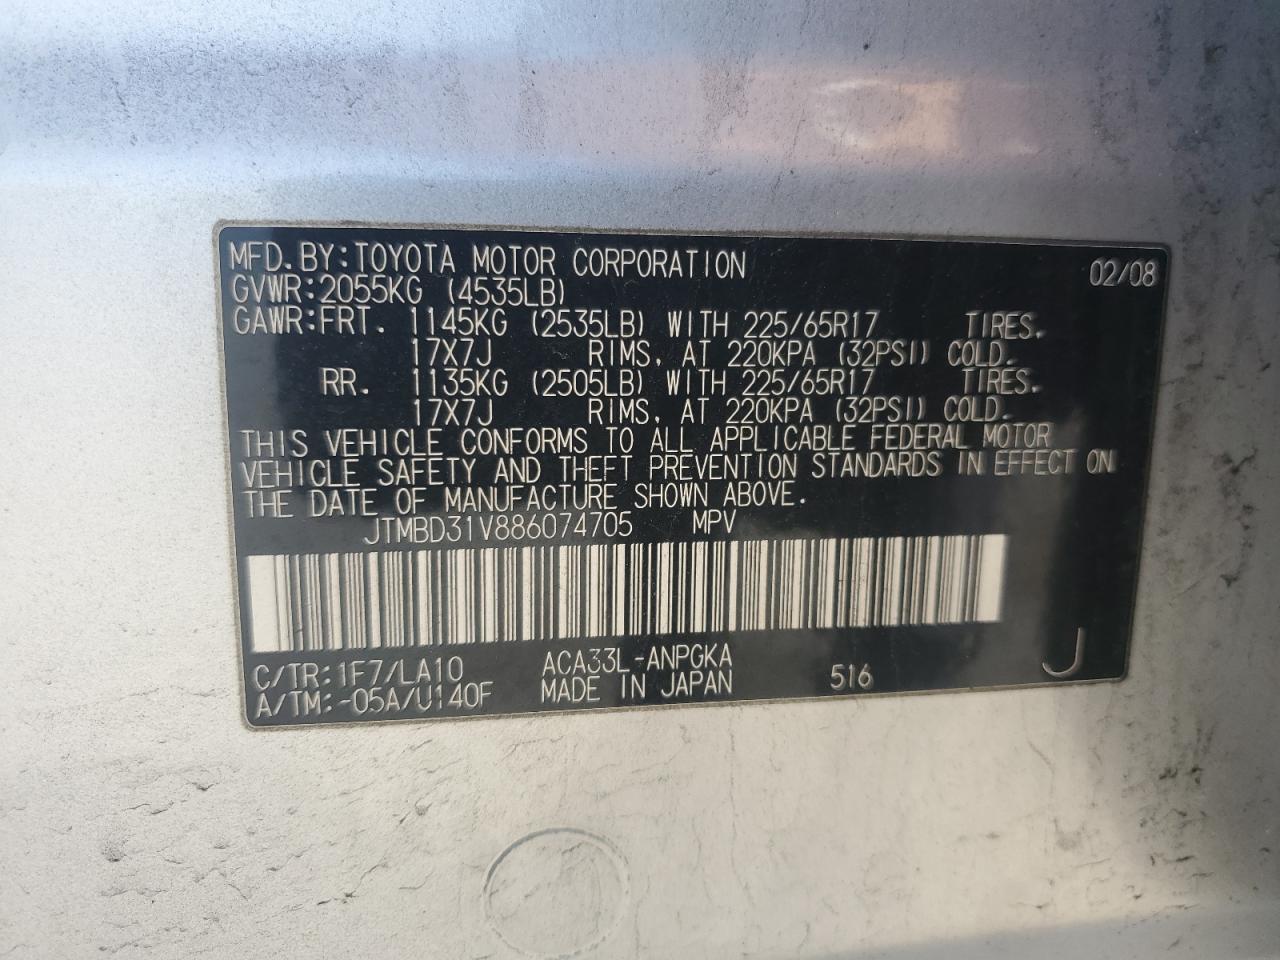 MFD. BY: TOYOTA MOTOR CORPORATION 02/08
GVWR: 2055KG (4535LB)
GAWR: FRT. 1145KG (2535LB) WITH 225/65R17 TIRES,
17X7J RIMS, AT 220KPA (32PSI) COLD.
RR. 1135KG (2505LB) WITH 225/65R17 TIRES,
17X7J RIMS, AT 220KPA (32PSI) COLD.
THIS VEHICLE CONFORMS TO ALL APPLICABLE FEDERAL MOTOR
VEHICLE SAFETY AND THEFT PREVENTION STANDARDS IN EFFECT ON
THE DATE OF MANUFACTURE SHOWN ABOVE.
JTMBD31V886074705 MPV
C/TR: 1F7/LA10 ACA33L-ANPGKA 516 J
A/TM: -05A/U140F MADE IN JAPAN